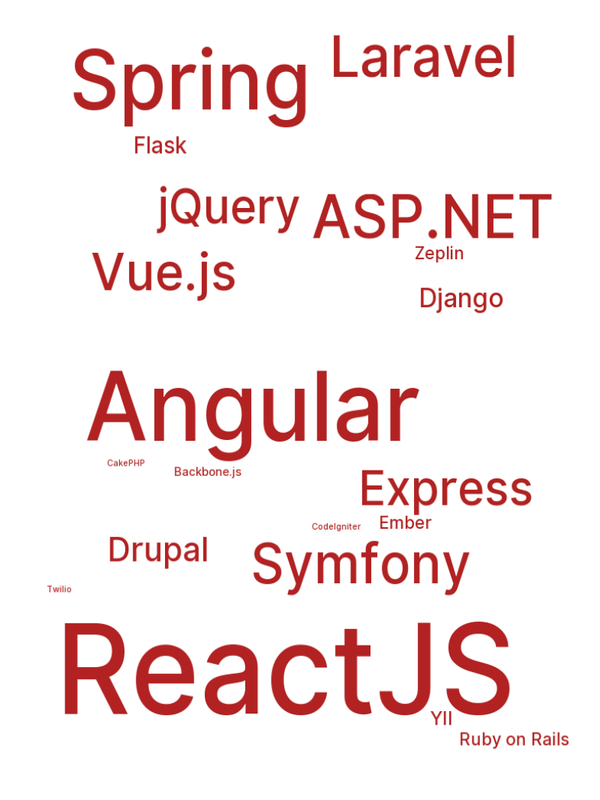 Spring
Laravel
Flask
jQuery
ASP.NET
Zeplin
Vue.js
Django
Angular
CakePHP
Backbone.js
Express
CodeIgniter
Ember
Drupal
Symfony
Twilio
ReactJS
YII
Ruby on Rails